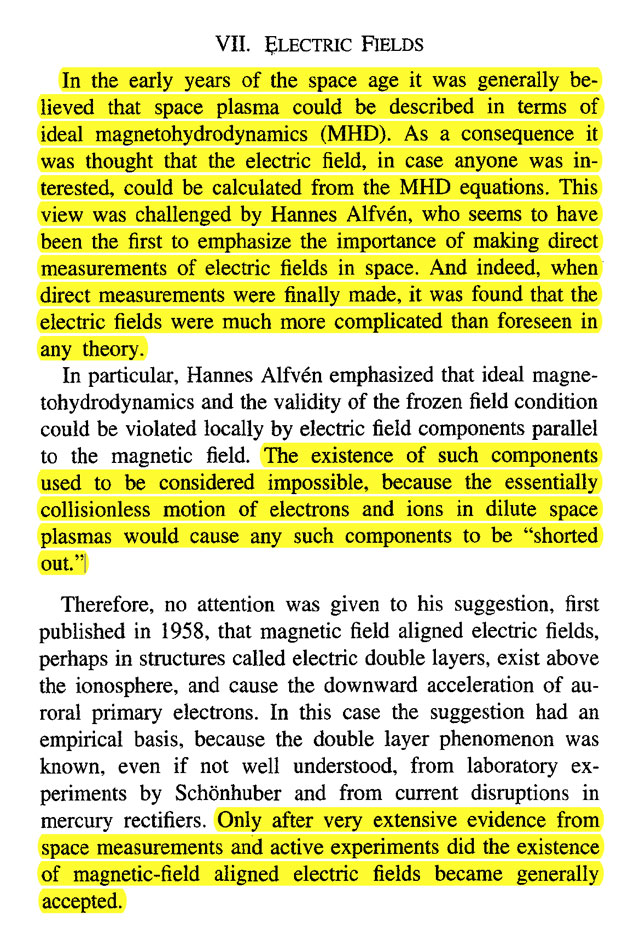 VII. ELECTRIC FIELDS
In the early years of the space age it was generally be-
lieved that space plasma could be described in terms of
ideal magnetohydrodynamics (MHD). As a consequence it
was thought that the electric field, in case anyone was in-
terested, could be calculated from the MHD equations. This
view was challenged by Hannes Alfvén, who seems to have
been the first to emphasize the importance of making direct
measurements of electric fields in space. And indeed, when
direct measurements were finally made, it was found that the
electric fields were much more complicated than foreseen in
any theory.
In particular, Hannes Alfvén emphasized that ideal magne-
tohydrodynamics and the validity of the frozen field condition
could be violated locally by electric field components parallel
to the magnetic field. The existence of such components
used to be considered impossible, because the essentially
collisionless motion of electrons and ions in dilute space
plasmas would cause any such components to be “shorted
out.”
Therefore, no attention was given to his suggestion, first
published in 1958, that magnetic field aligned electric fields,
perhaps in structures called electric double layers, exist above
the ionosphere, and cause the downward acceleration of au-
roral primary electrons. In this case the suggestion had an
empirical basis, because the double layer phenomenon was
known, even if not well understood, from laboratory ex-
periments by Schönhuber and from current disruptions in
mercury rectifiers. Only after very extensive evidence from
space measurements and active experiments did the existence
of magnetic-field aligned electric fields became generally
accepted.